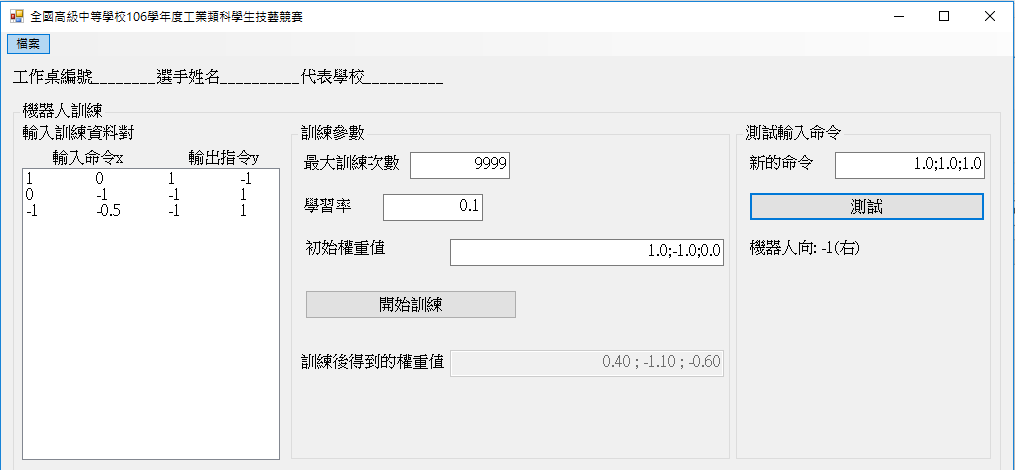 全國高級中等學校106學年度工業類科學生技藝競賽
檔案
工作桌編號________選手姓名__________代表學校__________
機器人訓練
輸入訓練資料對
輸入命令x 輸出指令y
1 0 1 -1
0 -1 -1 1
-1 -0.5 -1 1
訓練參數
最大訓練次數 9999
學習率 0.1
初始權重值 1.0;-1.0;0.0
開始訓練
訓練後得到的權重值 0.40 ; -1.10 ; -0.60
測試輸入命令
新的命令 1.0;1.0;1.0
測試
機器人向: -1(右)